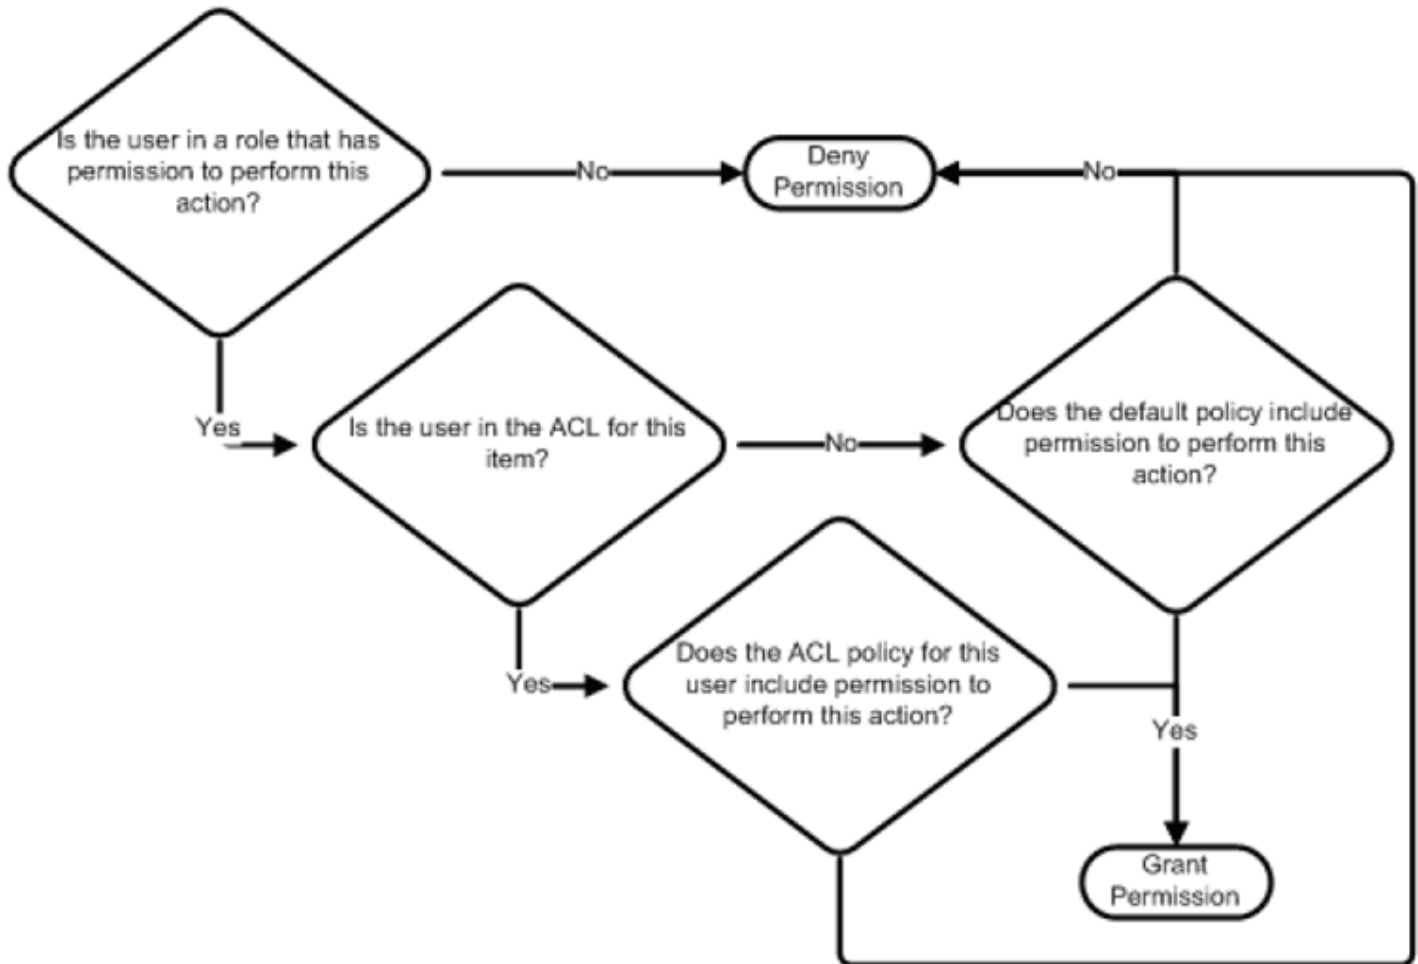 Is the user in a role that has
permission to perform this
action?
No
Deny
Permission
No
Yes
Is the user in the ACL for this
item?
No
Does the default policy include
permission to perform this
action?
Yes
Does the ACL policy for this
user include permission to
perform this action?
Yes
Grant
Permission